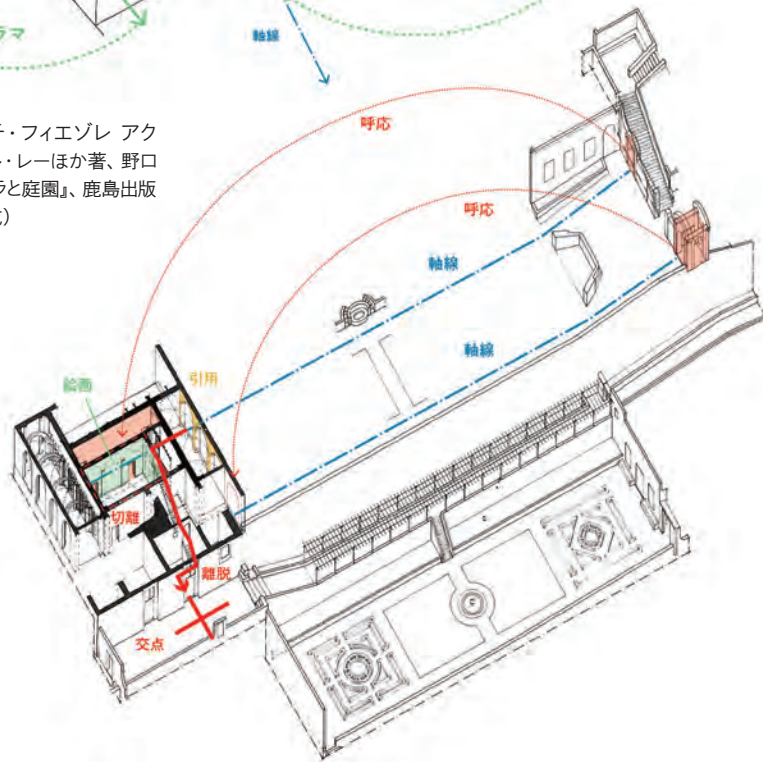 ラマ
軸線
チ・フィエゾレ アク
ル・レーほか著、野口
ラと庭園』、鹿島出版
呼応
呼応
軸線
軸線
絵画
引用
切離
離脱
交点